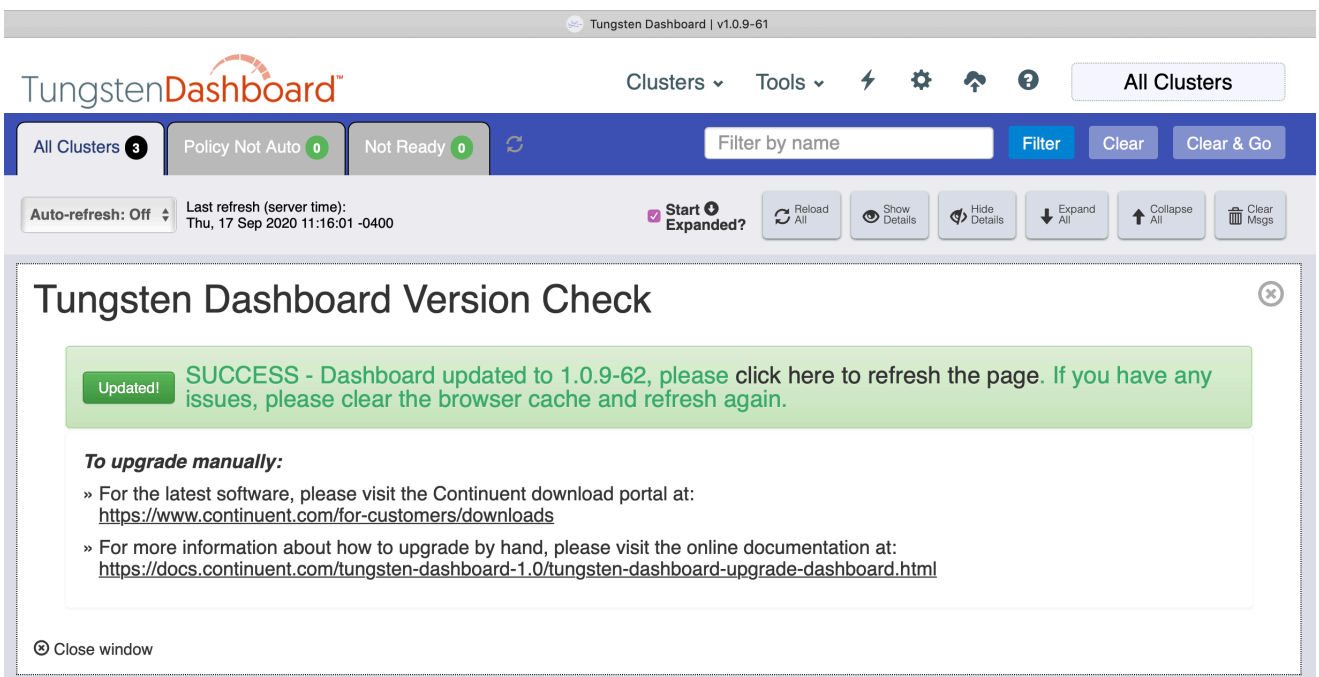 Tungsten Dashboard | v1.0.9-61
TungstenDashboard™
Clusters
Tools
All Clusters
All Clusters 3
Policy Not Auto 0
Not Ready 0
Filter by name
Filter
Clear
Clear & Go
Auto-refresh: Off
Last refresh (server time):
Thu, 17 Sep 2020 11:16:01 -0400
Start
Expanded?
Reload
All
Show
Details
Hide
Details
Expand
All
Collapse
All
Clear
Msgs
Tungsten Dashboard Version Check
Updated!
SUCCESS - Dashboard updated to 1.0.9-62, please click here to refresh the page. If you have any
issues, please clear the browser cache and refresh again.
To upgrade manually:
» For the latest software, please visit the Continuent download portal at:
https://www.continuent.com/for-customers/downloads
» For more information about how to upgrade by hand, please visit the online documentation at:
https://docs.continuent.com/tungsten-dashboard-1.0/tungsten-dashboard-upgrade-dashboard.html
Close window